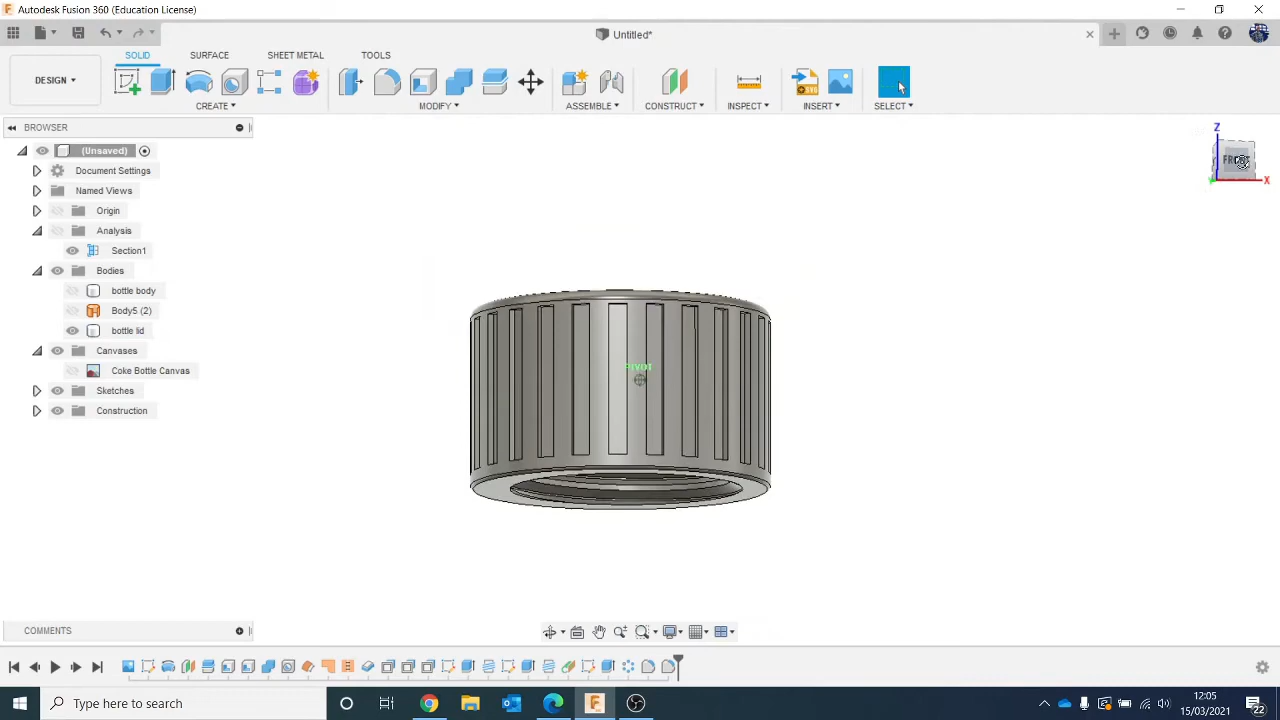 Autodesk Fusion 360 (Education License)
Untitled*
DESIGN
SOLID
SURFACE
SHEET METAL
TOOLS
CREATE
MODIFY
ASSEMBLE
CONSTRUCT
INSPECT
INSERT
SELECT
BROWSER
(Unsaved)
Document Settings
Named Views
Origin
Analysis
Section1
Bodies
bottle body
Body5 (2)
bottle lid
Canvases
Coke Bottle Canvas
Sketches
Construction
Z
X
PIVOT
COMMENTS
Type here to search
12:05
15/03/2021
22